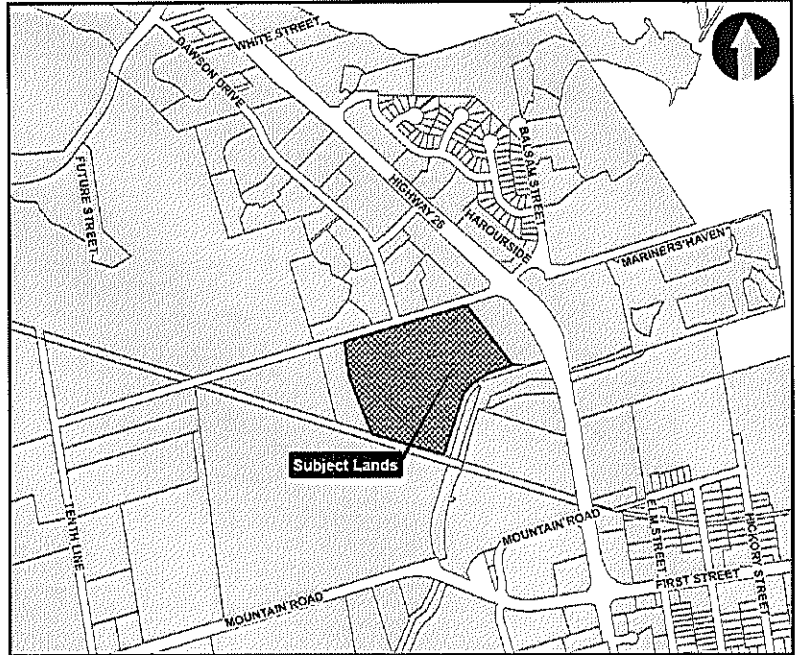 WHITE STREET
DAWSON DRIVE
BALSAM STREET
FUTURE STREET
HIGHWAY 26
HAROURSIDE
MARINERS HAVEN
Subject Lands
TENTH LINE
MOUNTAIN ROAD
ELM STREET
HICKORY STREET
FIRST STREET
MOUNTAIN ROAD